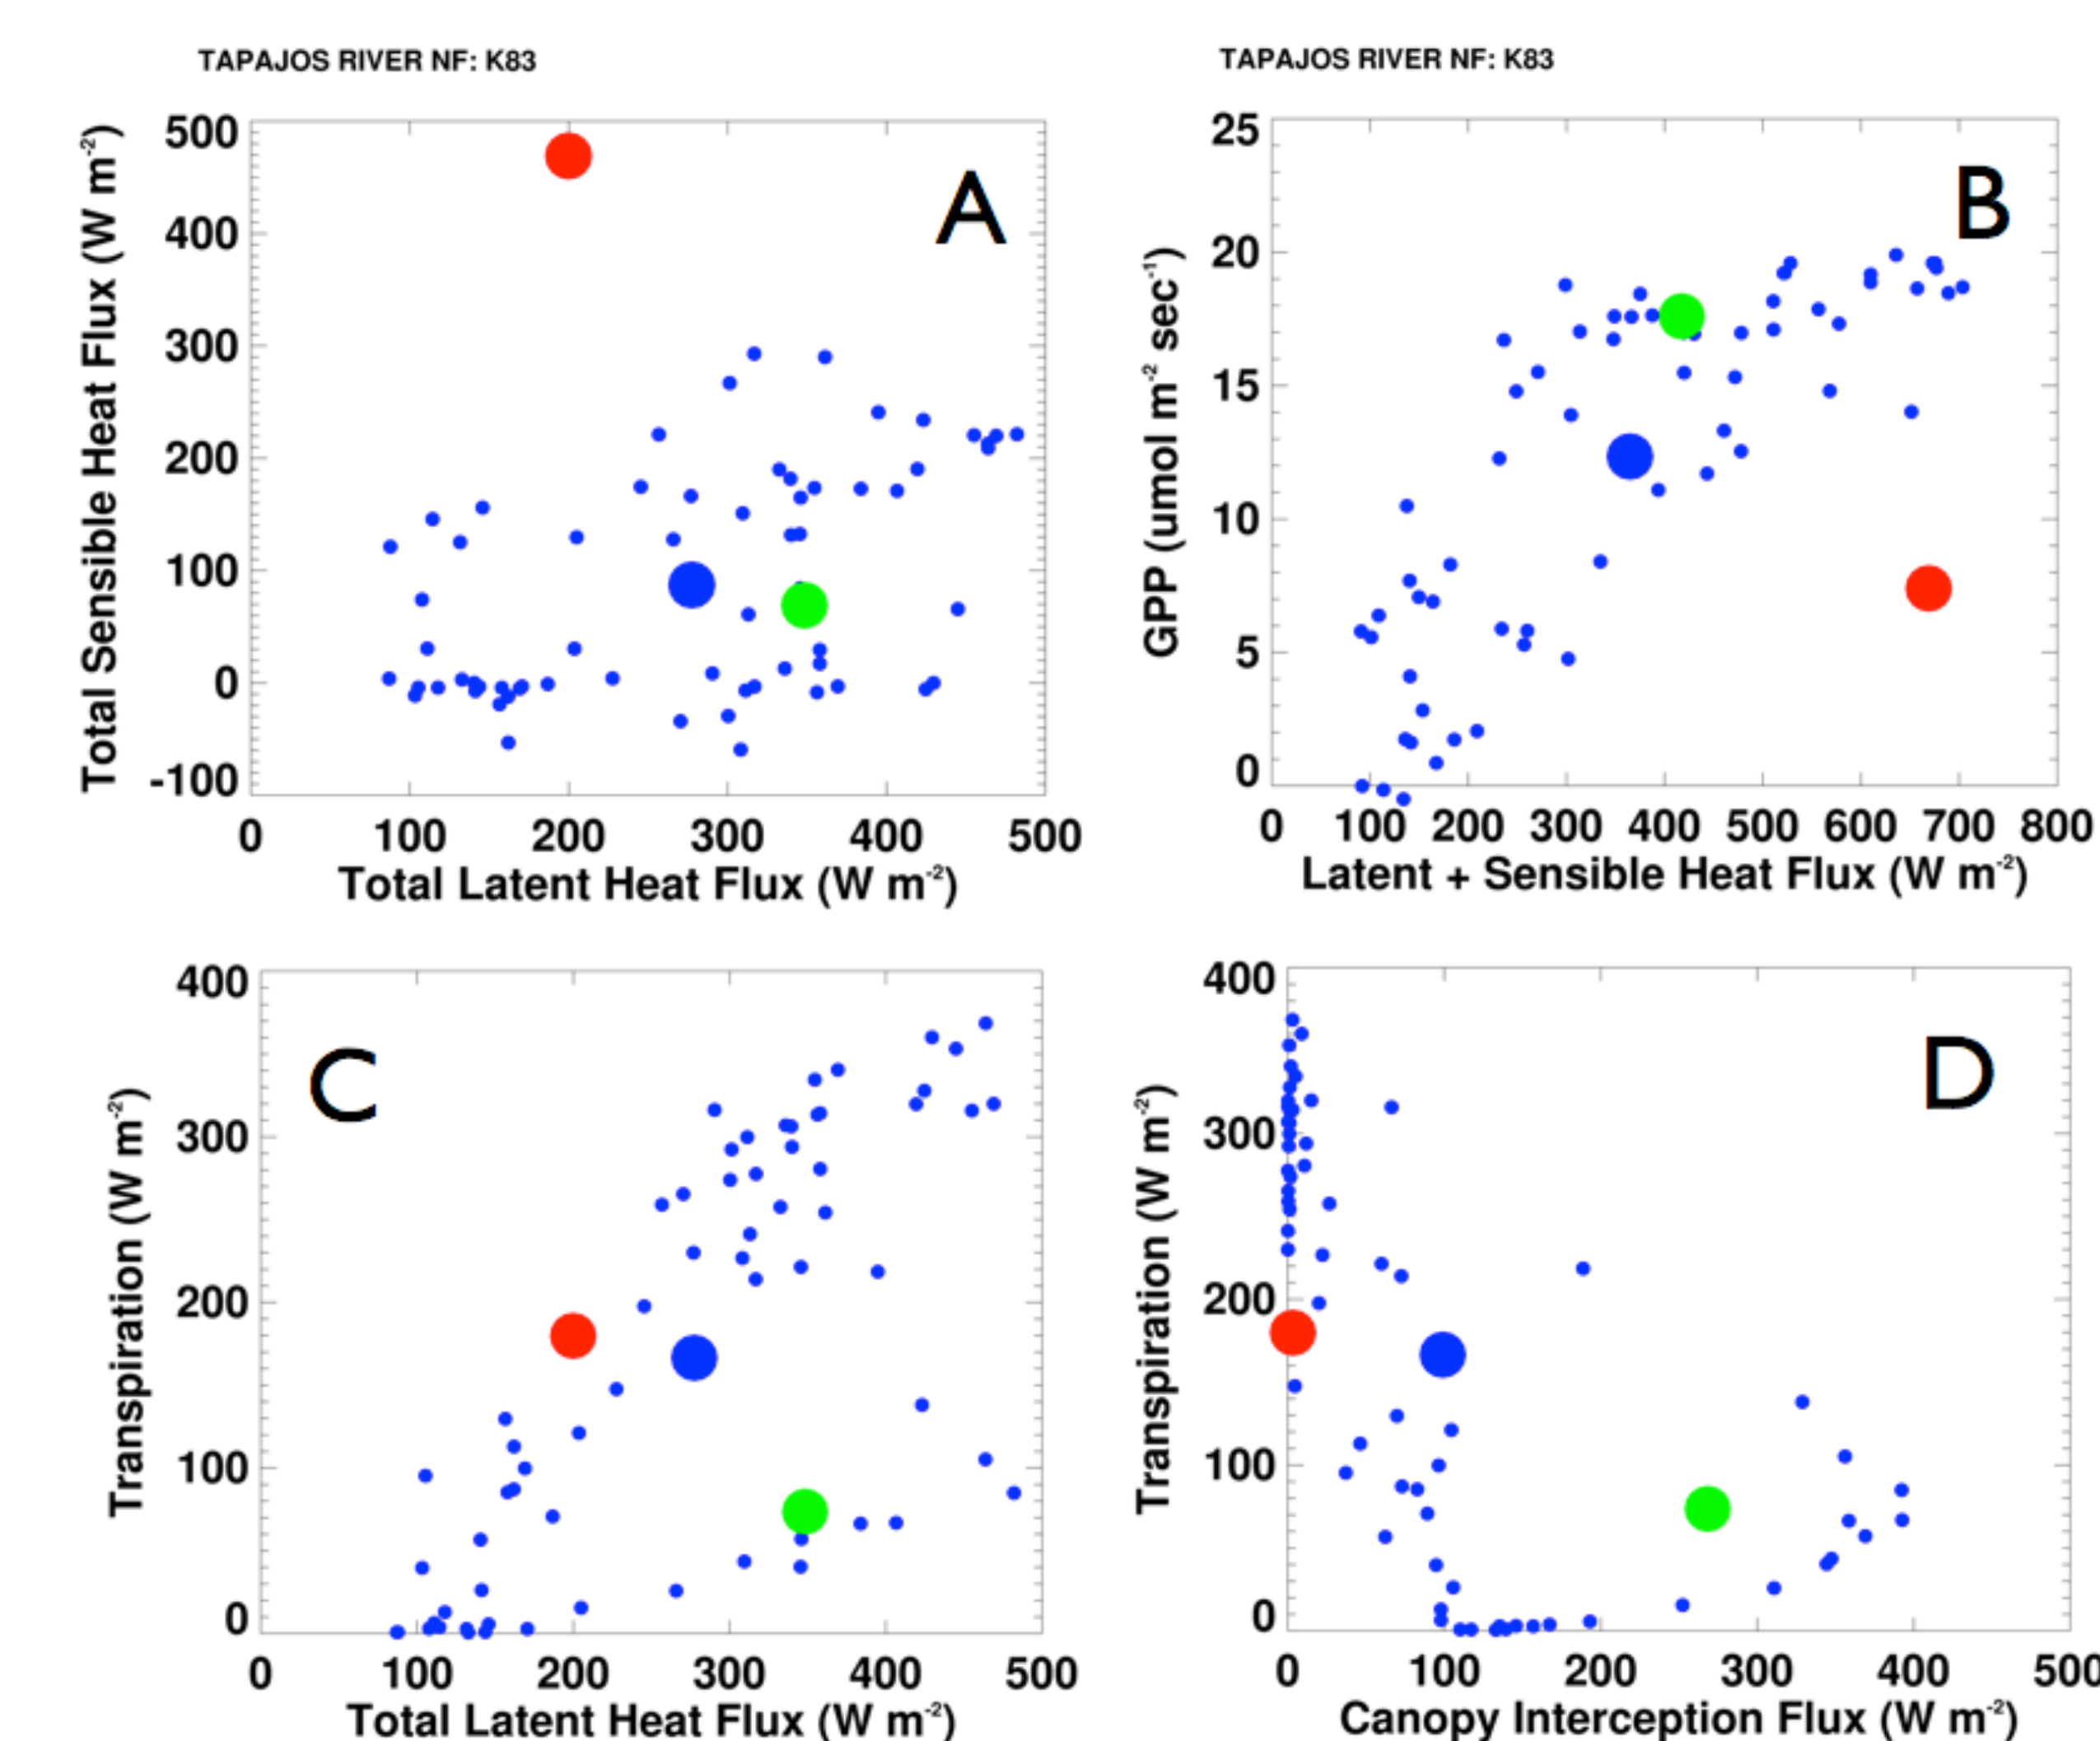 TAPAJOS RIVER NF: K83
Total Sensible Heat Flux (W m⁻²)
500
400
300
200
100
0
-100
A
0 100 200 300 400 500
Total Latent Heat Flux (W m⁻²)
TAPAJOS RIVER NF: K83
GPP (umol m⁻² sec⁻¹)
25
20
15
10
5
0
B
0 100 200 300 400 500 600 700 800
Latent + Sensible Heat Flux (W m⁻²)
Transpiration (W m⁻²)
400
300
200
100
0
C
0 100 200 300 400 500
Total Latent Heat Flux (W m⁻²)
Transpiration (W m⁻²)
400
300
200
100
0
D
0 100 200 300 400 500
Canopy Interception Flux (W m⁻²)